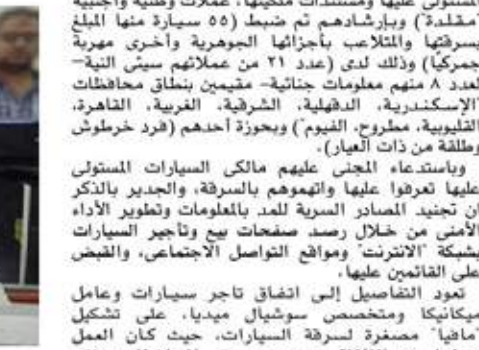 المستولى عليها ومستندات ملكيتها، عملات وطنية وأجنبية
"مقلدة") وبإرشادهم تم ضبط (٥٥ سيارة منها المبلغ
بسرقتها والمتلاعب بأجزائها الجوهرية وأخرى مهربة
جمركيًا) وذلك لدى (عدد ٢١ من عملائهم سيئى النية–
لعدد ٨ منهم معلومات جنائية– مقيمين بنطاق محافظات
"الإسكندرية، الدقهلية، الشرقية، الغربية، القاهرة،
القليوبية، مطروح، الفيوم") وبحوزة أحدهم (فرد خرطوش
وطلقة من ذات العيار).
وباستدعاء المجنى عليهم مالكى السيارات المستولى
عليها تعرفوا عليها واتهموهم بالسرقة، والجدير بالذكر
ان تجنيد المصادر السرية للمد بالمعلومات وتطوير الأداء
الأمنى من خلال رصد صفحات بيع وتأجير السيارات
بشبكة "الانترنت" ومواقع التواصل الاجتماعى، والقبض
على القائمين عليها.
تعود التفاصيل إلى اتفاق تاجر سيارات وعامل
ميكانيكا ومتخصص سوشيال ميديا، على تشكيل
"مافيا" مصغرة لسرقة السيارات، حيث كان العمل